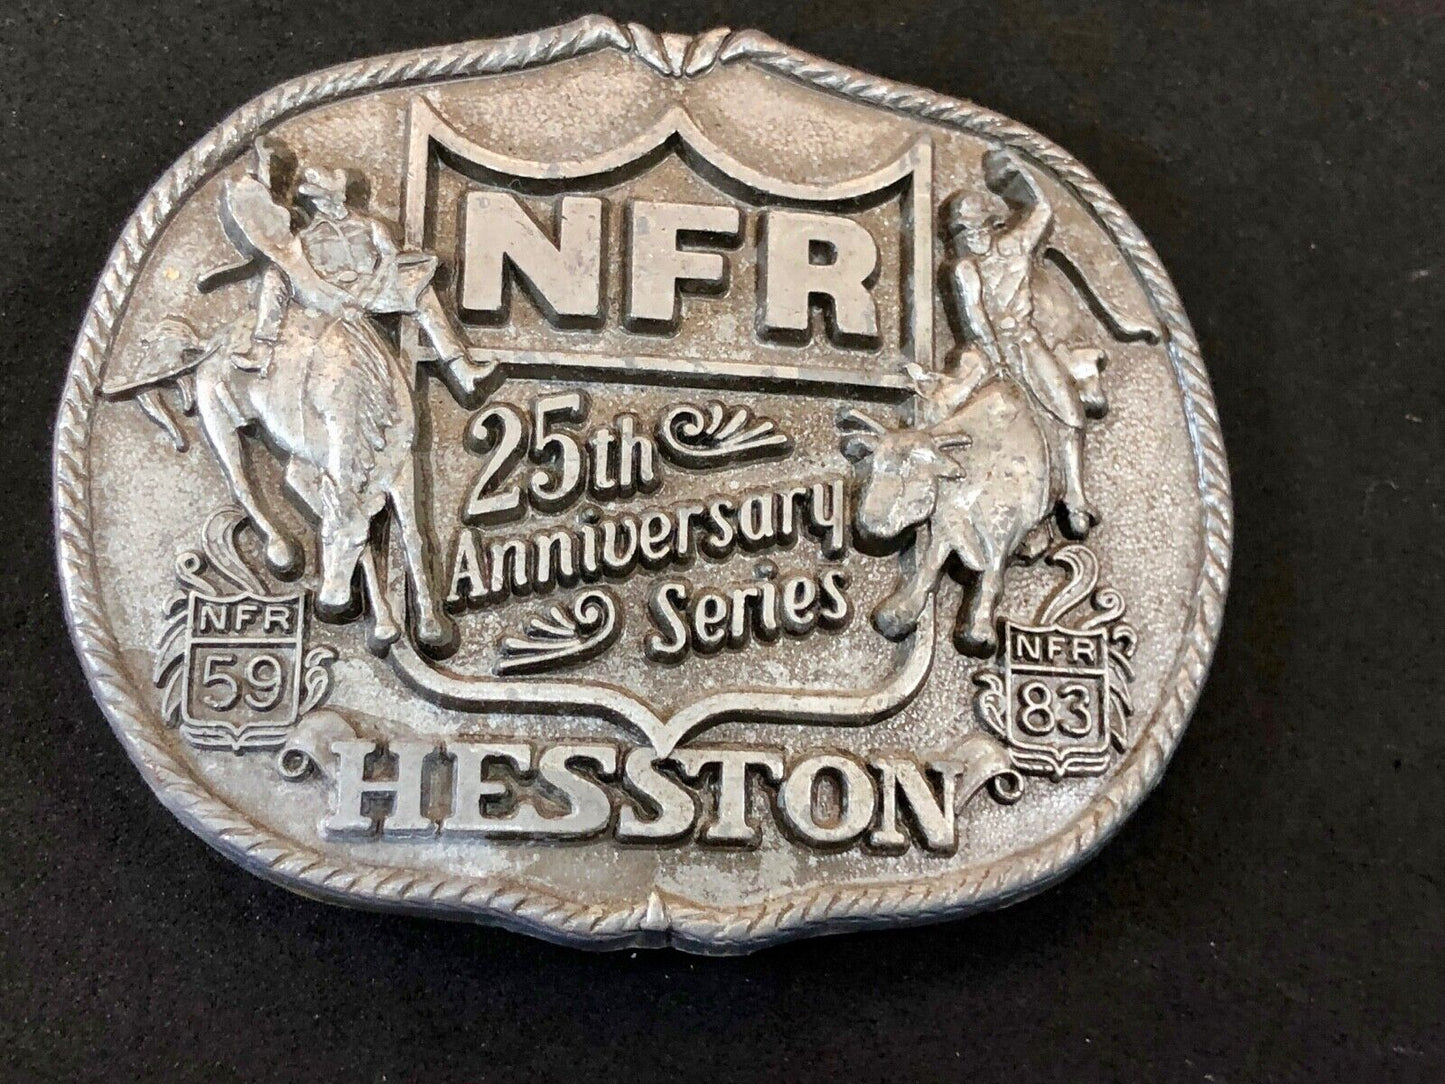 NFR
25th
Anniversary
Series
NFR
59
NFR
83
HESSTON